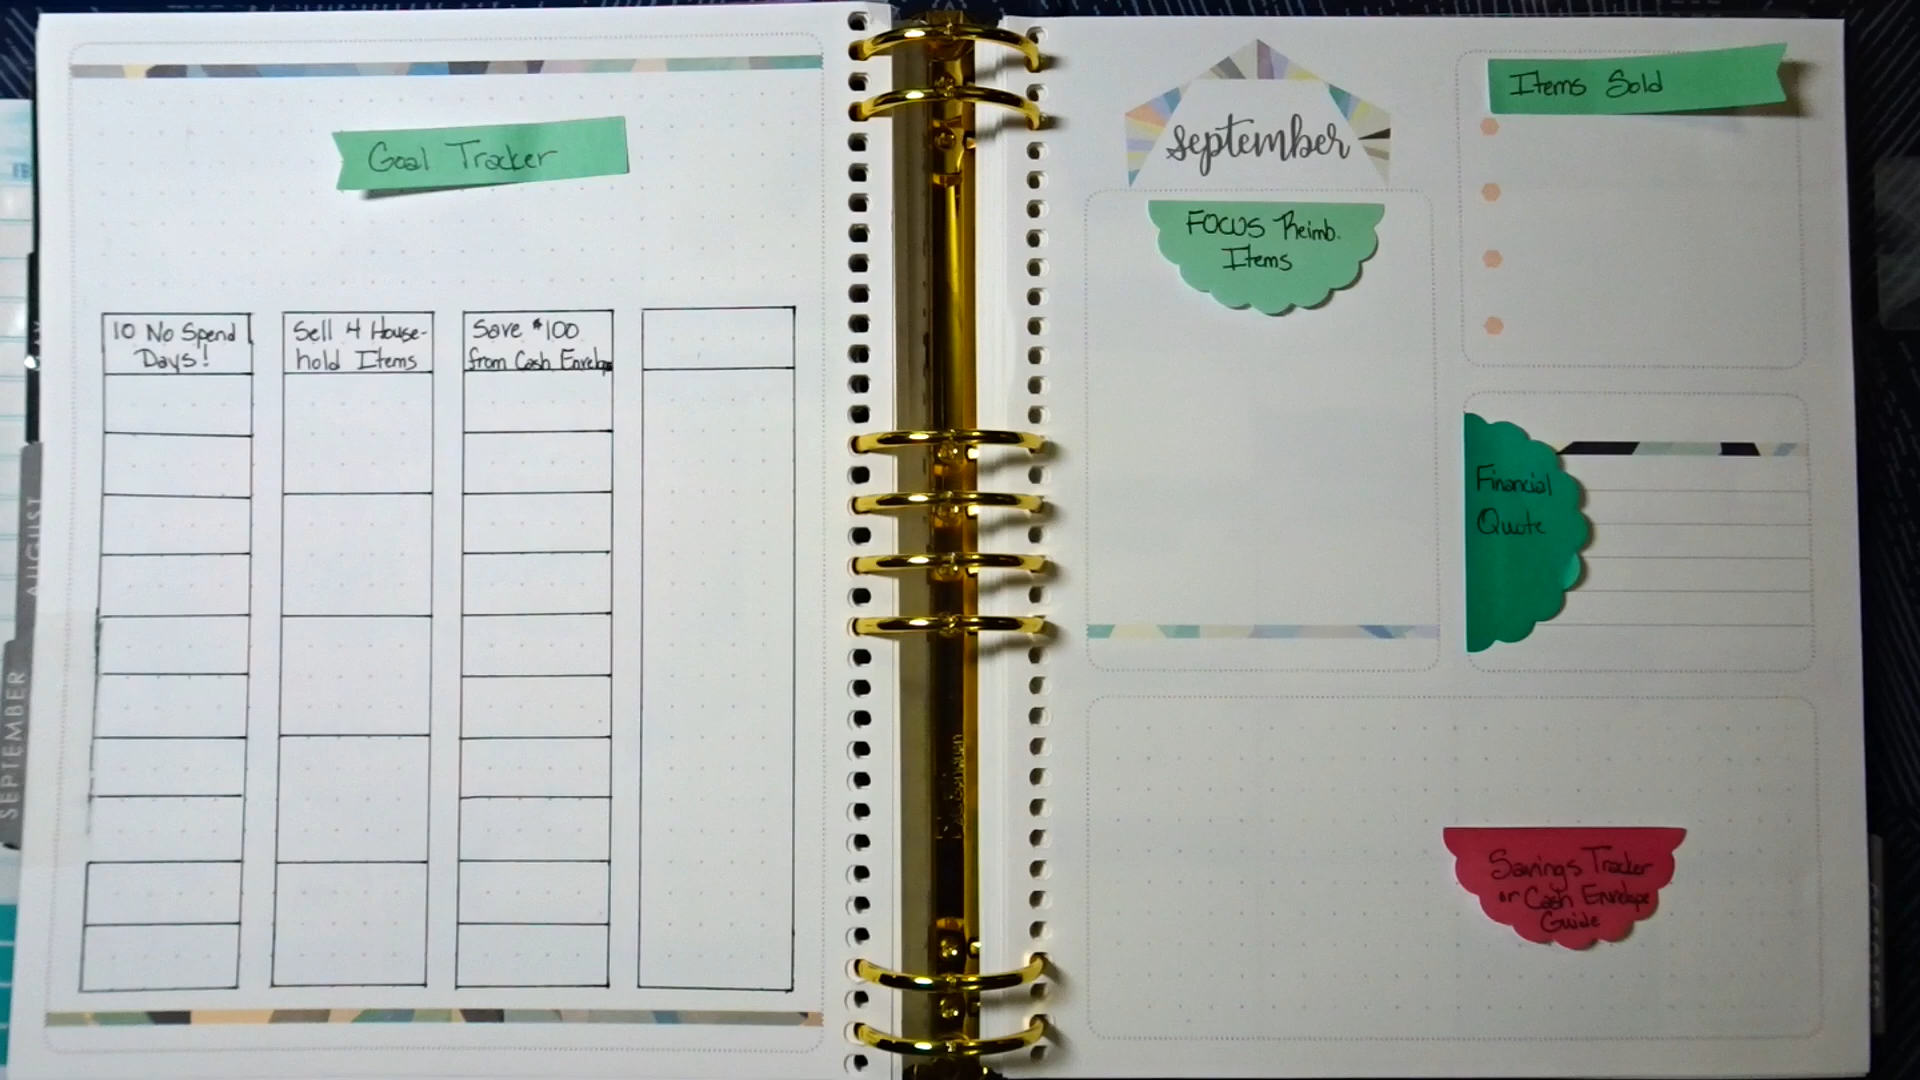 Goal Tracker
10 No Spend
Days!
Sell 4 House-
hold Items
Save $100
from Cash Envelope
AUGUST
SEPTEMBER
september
FOCUS Reimb.
Items
Items Sold
Financial
Quote
Savings Tracker
or Cash Envelope
Guide